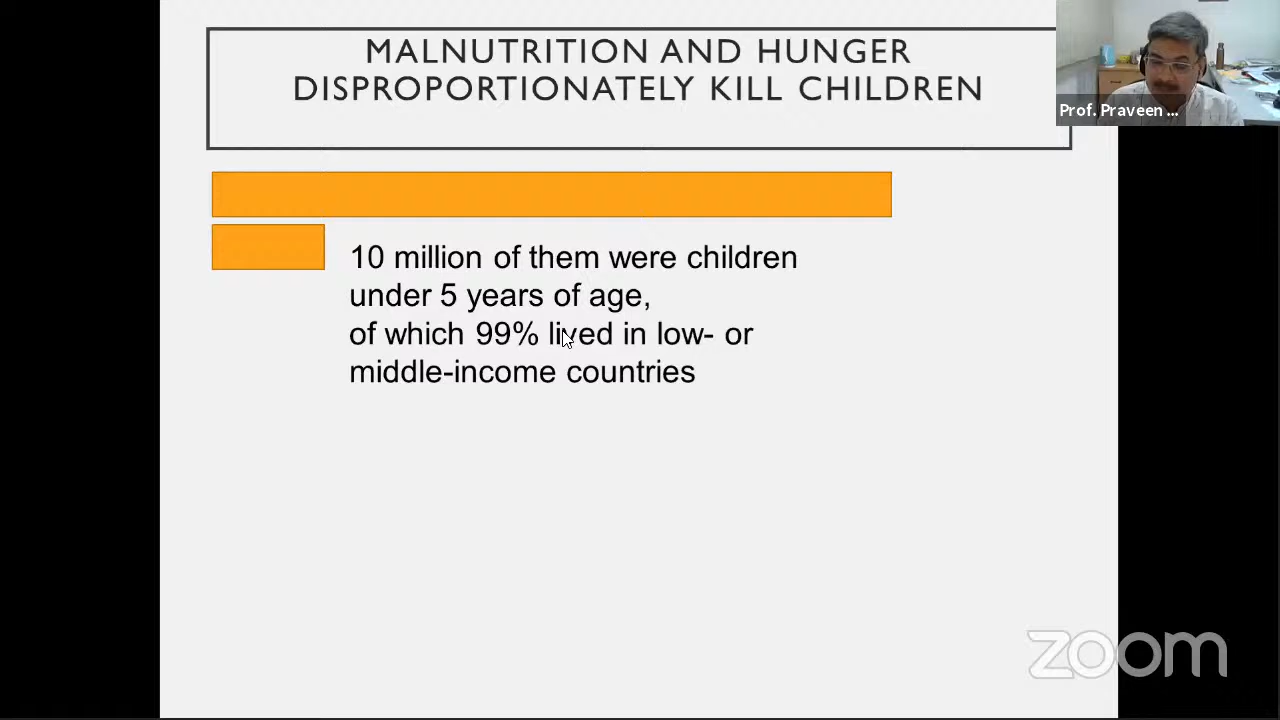 MALNUTRITION AND HUNGER
DISPROPORTIONATELY KILL CHILDREN
Prof. Praveen ...
10 million of them were children
under 5 years of age,
of which 99% lived in low- or
middle-income countries
zoom